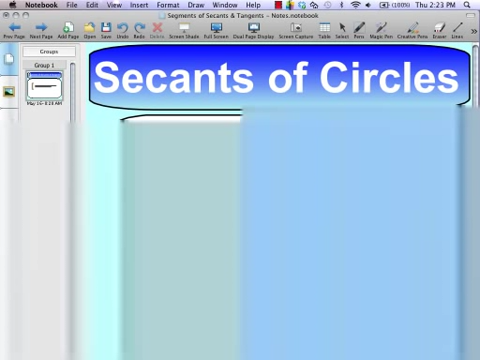 Notebook File Edit View Insert Format Draw Window Help (100%) Thu 2:23 PM
Segments of Secants & Tangents – Notes.notebook
Prev Page Next Page Add Page Open Save Undo Redo Delete Screen Shade Full Screen Dual Page Display Screen Capture Table Select Pen Magic Pen Creative Pens Eraser Lines
Groups
Group 1
Secants of Circles